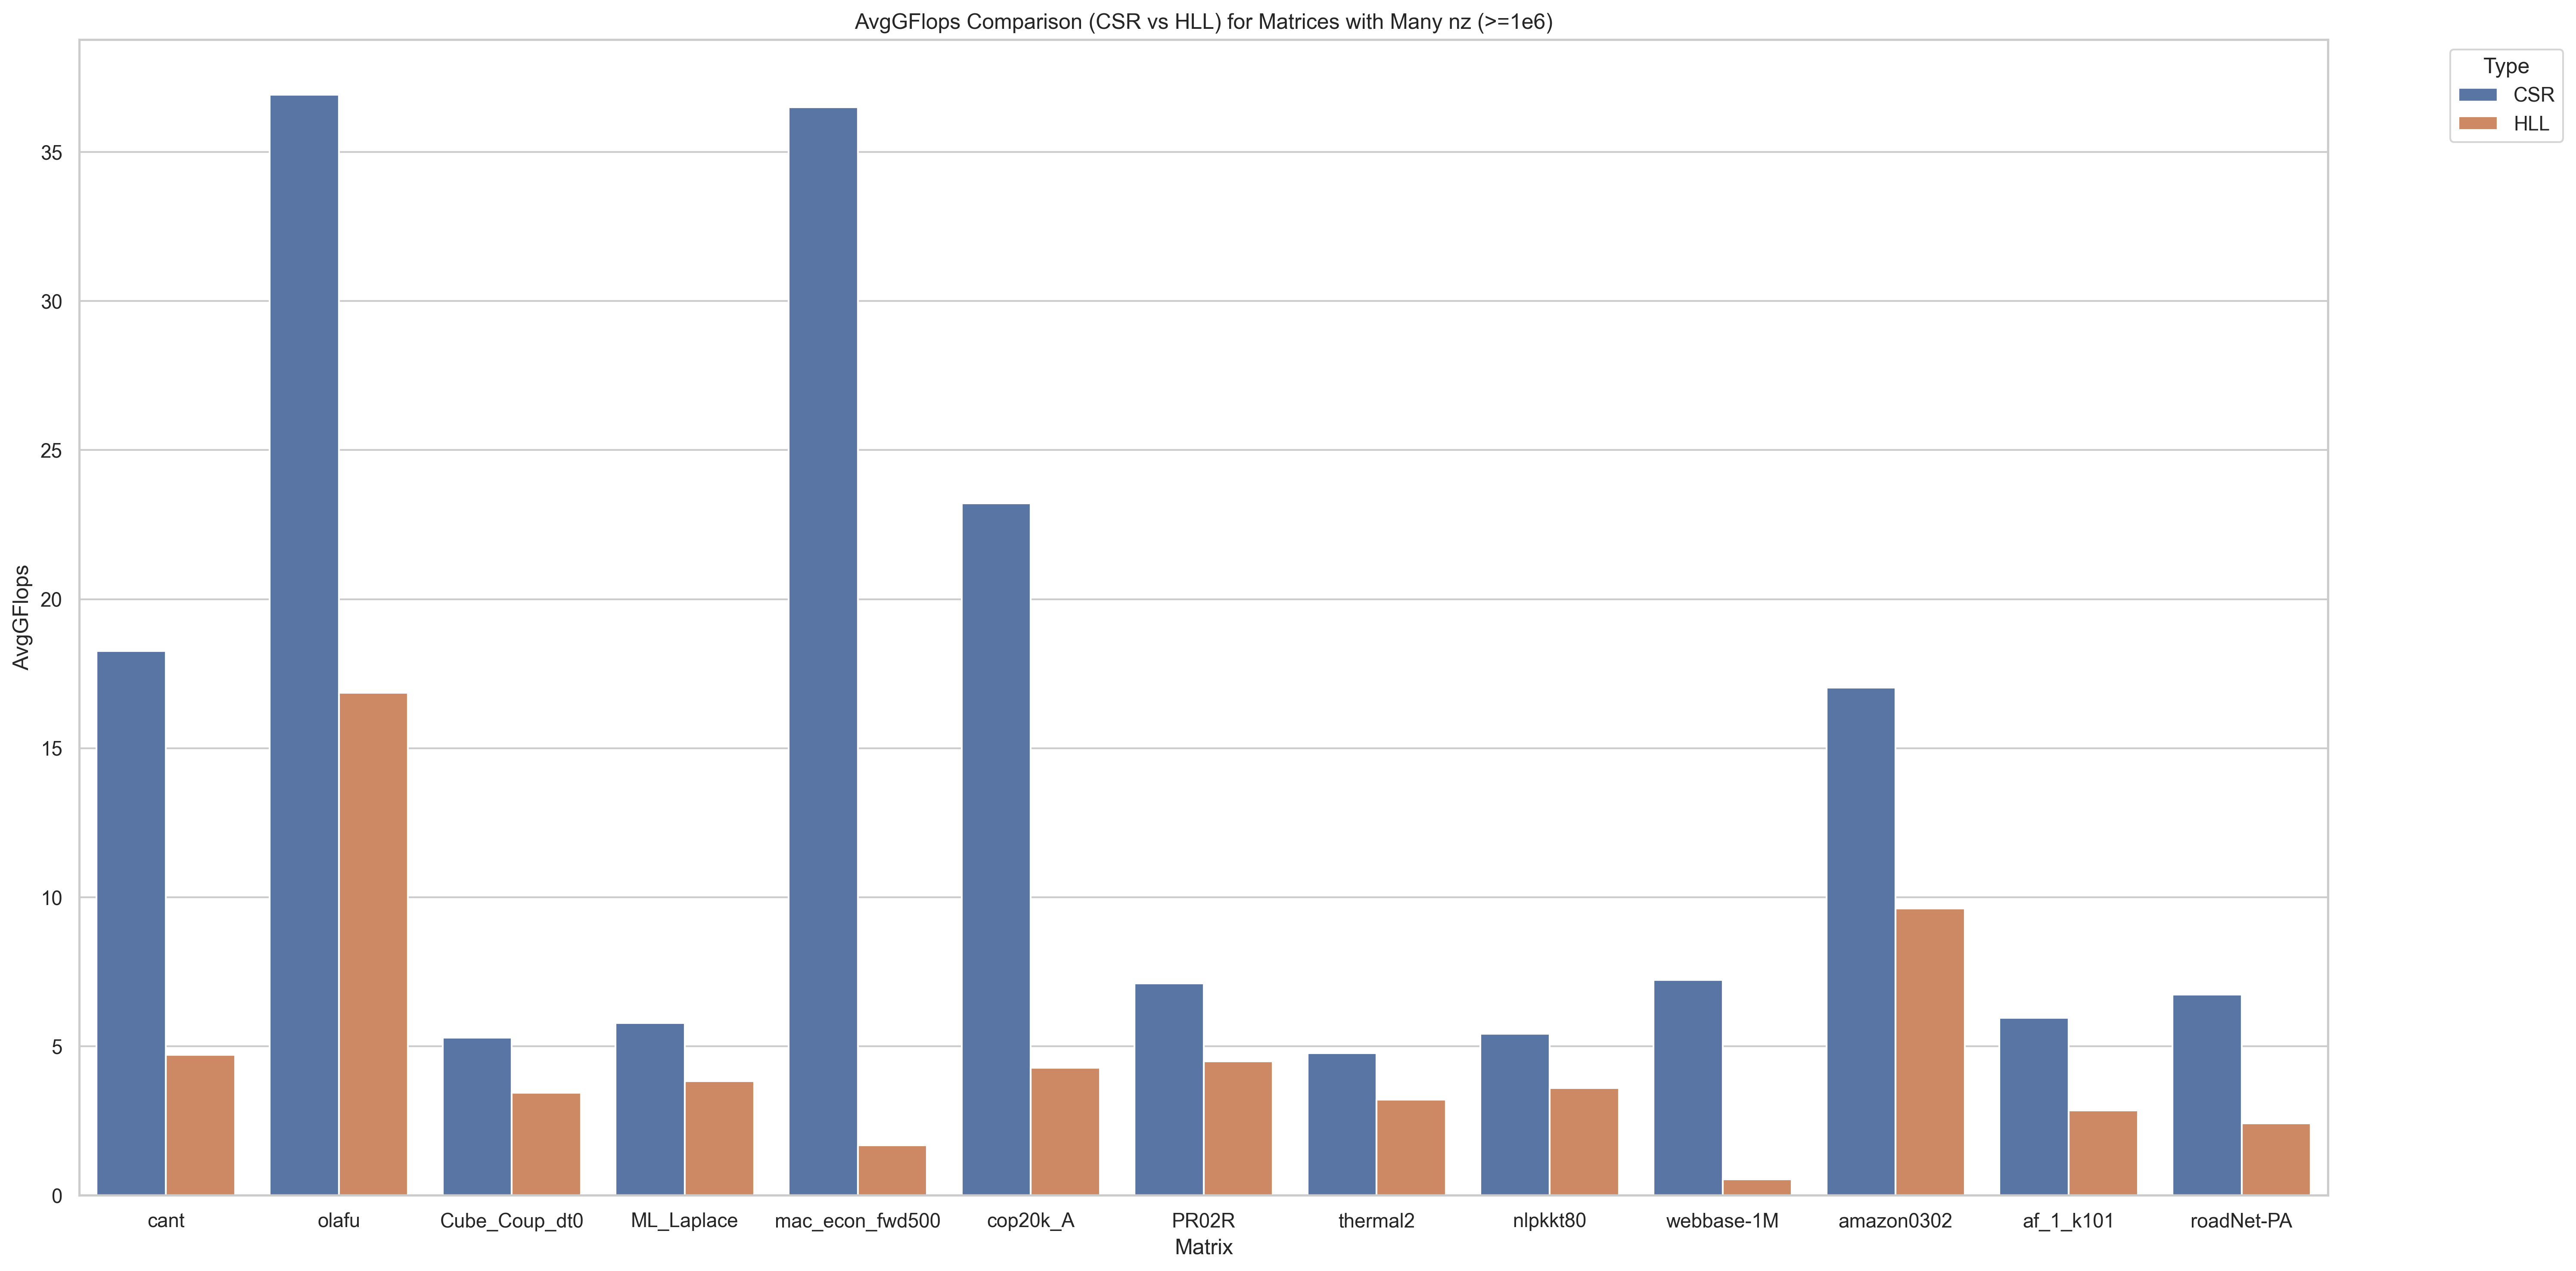 AvgGFlops Comparison (CSR vs HLL) for Matrices with Many nz (>=1e6)
Type
CSR
HLL
AvgGFlops
35
30
25
20
15
10
5
0
cant olafu Cube_Coup_dt0 ML_Laplace mac_econ_fwd500 cop20k_A PR02R thermal2 nlpkkt80 webbase-1M amazon0302 af_1_k101 roadNet-PA
Matrix